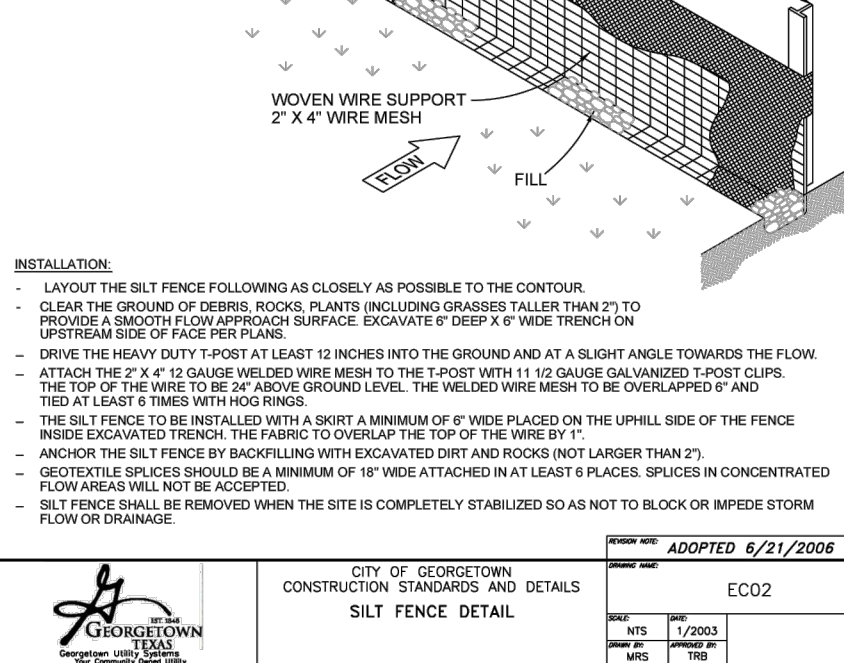 WOVEN WIRE SUPPORT
2" X 4" WIRE MESH
FLOW
FILL
INSTALLATION:
- LAYOUT THE SILT FENCE FOLLOWING AS CLOSELY AS POSSIBLE TO THE CONTOUR.
- CLEAR THE GROUND OF DEBRIS, ROCKS, PLANTS (INCLUDING GRASSES TALLER THAN 2") TO
PROVIDE A SMOOTH FLOW APPROACH SURFACE. EXCAVATE 6" DEEP X 6" WIDE TRENCH ON
UPSTREAM SIDE OF FACE PER PLANS.
– DRIVE THE HEAVY DUTY T-POST AT LEAST 12 INCHES INTO THE GROUND AND AT A SLIGHT ANGLE TOWARDS THE FLOW.
– ATTACH THE 2" X 4" 12 GAUGE WELDED WIRE MESH TO THE T-POST WITH 11 1/2 GAUGE GALVANIZED T-POST CLIPS.
THE TOP OF THE WIRE TO BE 24" ABOVE GROUND LEVEL. THE WELDED WIRE MESH TO BE OVERLAPPED 6" AND
TIED AT LEAST 6 TIMES WITH HOG RINGS.
– THE SILT FENCE TO BE INSTALLED WITH A SKIRT A MINIMUM OF 6" WIDE PLACED ON THE UPHILL SIDE OF THE FENCE
INSIDE EXCAVATED TRENCH. THE FABRIC TO OVERLAP THE TOP OF THE WIRE BY 1".
– ANCHOR THE SILT FENCE BY BACKFILLING WITH EXCAVATED DIRT AND ROCKS (NOT LARGER THAN 2").
– GEOTEXTILE SPLICES SHOULD BE A MINIMUM OF 18" WIDE ATTACHED IN AT LEAST 6 PLACES. SPLICES IN CONCENTRATED
FLOW AREAS WILL NOT BE ACCEPTED.
– SILT FENCE SHALL BE REMOVED WHEN THE SITE IS COMPLETELY STABILIZED SO AS NOT TO BLOCK OR IMPEDE STORM
FLOW OR DRAINAGE.
REVISION NOTE: ADOPTED 6/21/2006
EST. 1848
GEORGETOWN
TEXAS
Georgetown Utility Systems
Your Community Owned Utility
CITY OF GEORGETOWN
CONSTRUCTION STANDARDS AND DETAILS
SILT FENCE DETAIL
DRAWING NAME:
EC02
SCALE: DATE:
NTS 1/2003
DRAWN BY: APPROVED BY:
MRS TRB